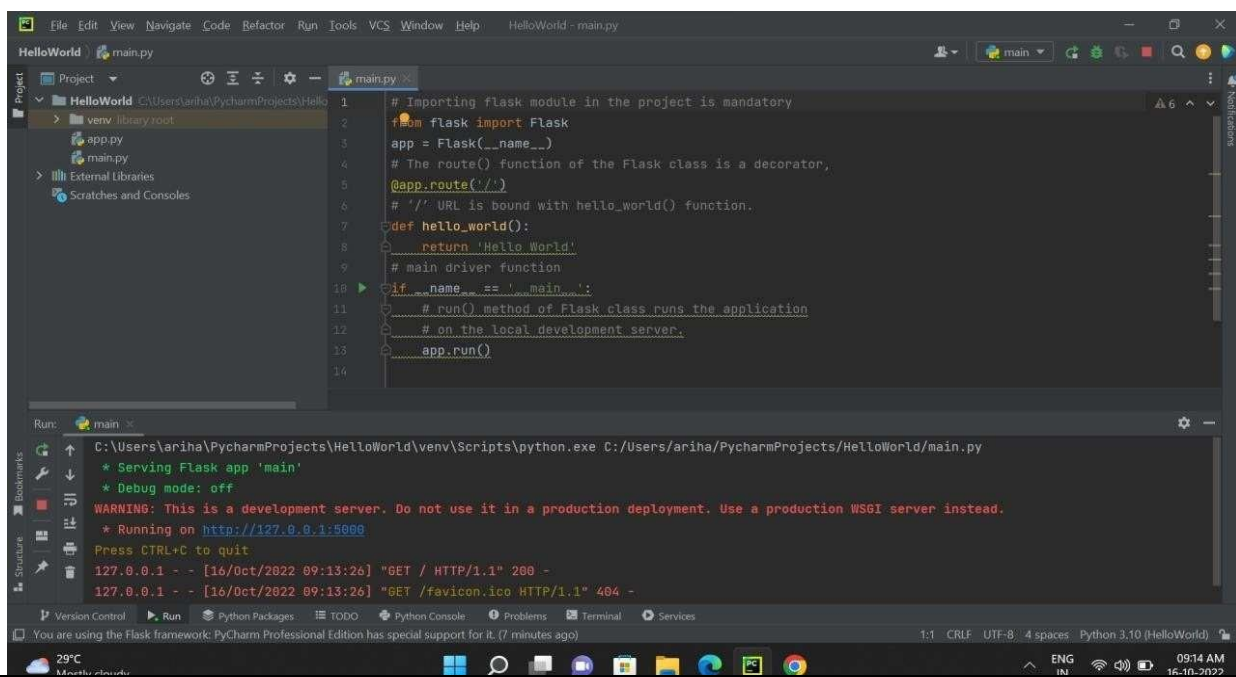 File Edit View Navigate Code Refactor Run Tools VCS Window Help HelloWorld - main.py
HelloWorld main.py
main
Project
Project
main.py
HelloWorld C:\Users\ariha\PycharmProjects\Hello
venv library root
app.py
main.py
External Libraries
Scratches and Consoles
6
Notifications
1 # Importing flask module in the project is mandatory
2 from flask import Flask
3 app = Flask(__name__)
4 # The route() function of the Flask class is a decorator,
5 @app.route('/')
6 # ‘/’ URL is bound with hello_world() function.
7 def hello_world():
8 return 'Hello World'
9 # main driver function
10 if __name__ == '__main__':
11 # run() method of Flask class runs the application
12 # on the local development server.
13 app.run()
14
Run: main
C:\Users\ariha\PycharmProjects\HelloWorld\venv\Scripts\python.exe C:/Users/ariha/PycharmProjects/HelloWorld/main.py
* Serving Flask app 'main'
* Debug mode: off
WARNING: This is a development server. Do not use it in a production deployment. Use a production WSGI server instead.
* Running on http://127.0.0.1:5000
Press CTRL+C to quit
127.0.0.1 - - [16/Oct/2022 09:13:26] "GET / HTTP/1.1" 200 -
127.0.0.1 - - [16/Oct/2022 09:13:26] "GET /favicon.ico HTTP/1.1" 404 -
Bookmarks
Structure
Version Control Run Python Packages TODO Python Console Problems Terminal Services
You are using the Flask framework: PyCharm Professional Edition has special support for it. (7 minutes ago)
1:1 CRLF UTF-8 4 spaces Python 3.10 (HelloWorld)
29°C
Mostly cloudy
PC
ENG
IN
09:14 AM
16-10-2022